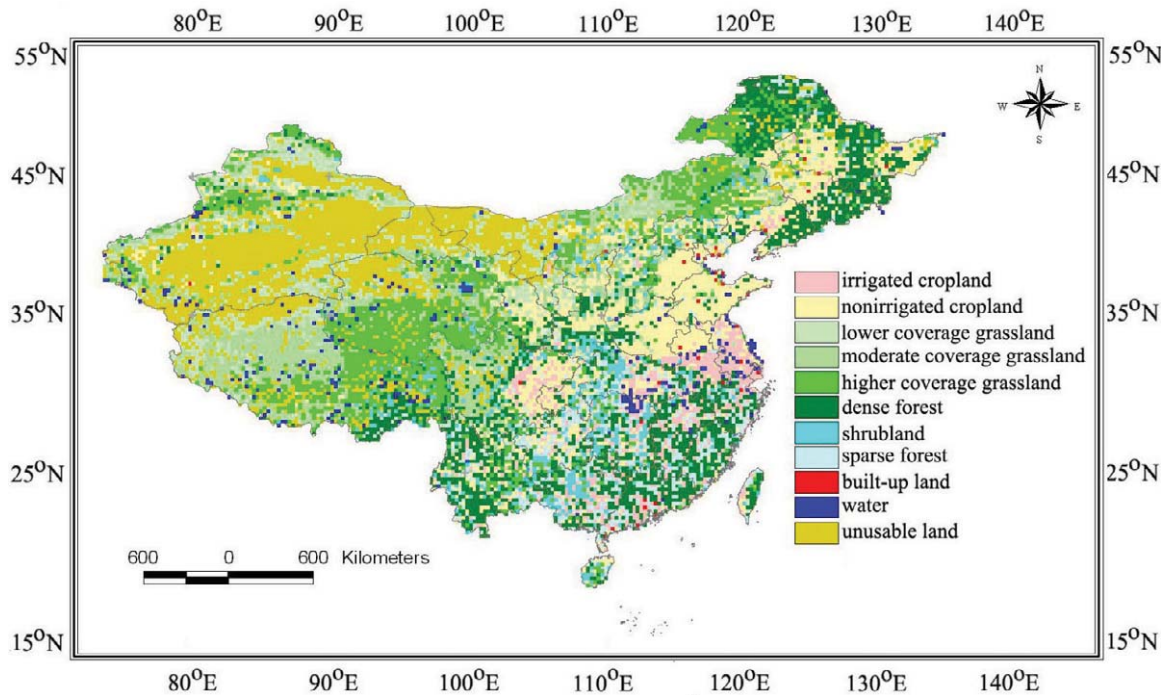 80°E 90°E 100°E 110°E 120°E 130°E 140°E
55°N 55°N
N
W E
S
45°N 45°N
irrigated cropland
nonirrigated cropland
35°N 35°N
lower coverage grassland
moderate coverage grassland
higher coverage grassland
dense forest
shrubland
sparse forest
25°N 25°N
built-up land
water
unusable land
600 0 600 Kilometers
15°N 15°N
80°E 90°E 100°E 110°E 120°E 130°E 140°E